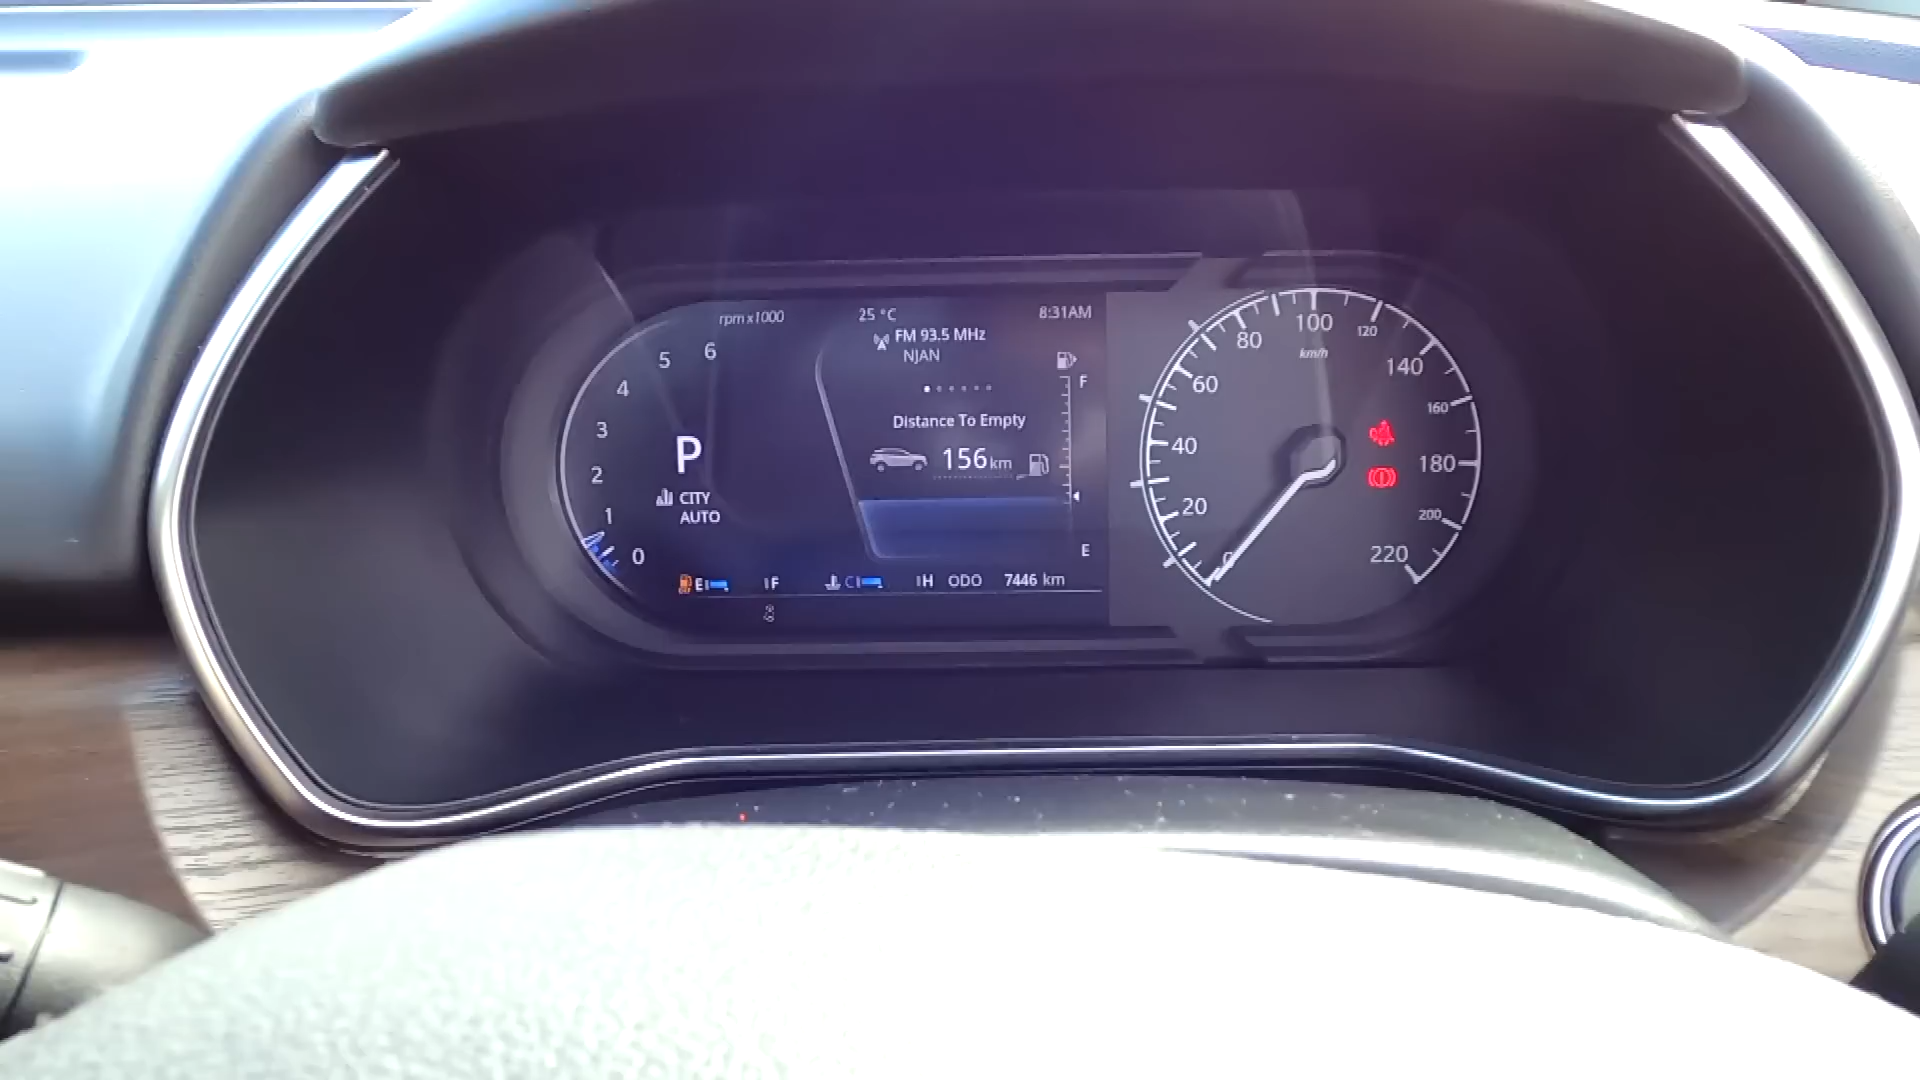 rpm x1000
25 °C
8:31AM
FM 93.5 MHz
NJAN
6
5
4
3
2
1
0
P
CITY
AUTO
Distance To Empty
156 km
F
E
E F
C H
ODO 7446 km
0
20
40
60
80
100
120
140
160
180
200
220
km/h